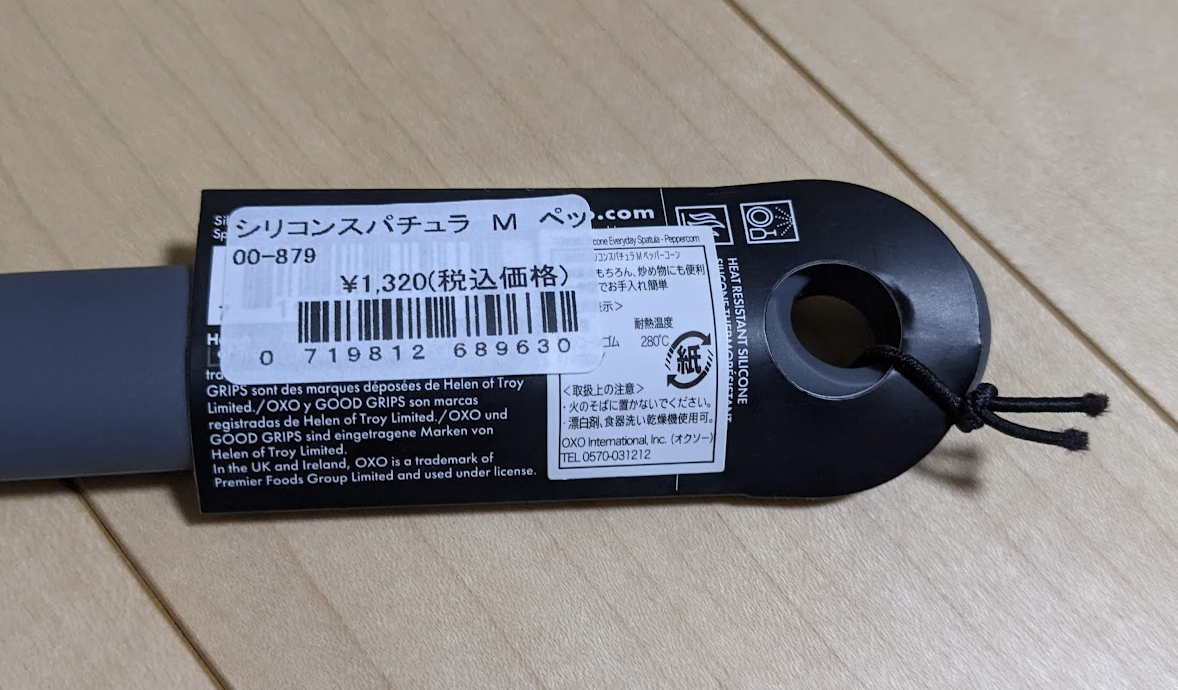 シリコンスパチュラ M ペッ
00-879
¥1,320(税込価格)
0 719812 689630
.com
Everyday Spatula - Peppercorn
シリコンスパチュラ M ペッパーコーン
もちろん、炒め物にも便利
でお手入れ簡単
示>
耐熱温度
ゴム 280℃
紙
<取扱上の注意>
・火のそばに置かないでください。
・漂白剤、食器洗い乾燥機使用可。
OXO International, Inc. (オクソー)
TEL 0570-031212
GRIPS sont des marques déposées de Helen of Troy
Limited./OXO y GOOD GRIPS son marcas
registradas de Helen of Troy Limited./OXO und
GOOD GRIPS sind eingetragene Marken von
Helen of Troy Limited.
In the UK and Ireland, OXO is a trademark of
Premier Foods Group Limited and used under license.
HEAT RESISTANT SILICONE
SILICONE THERMORÉSISTANT